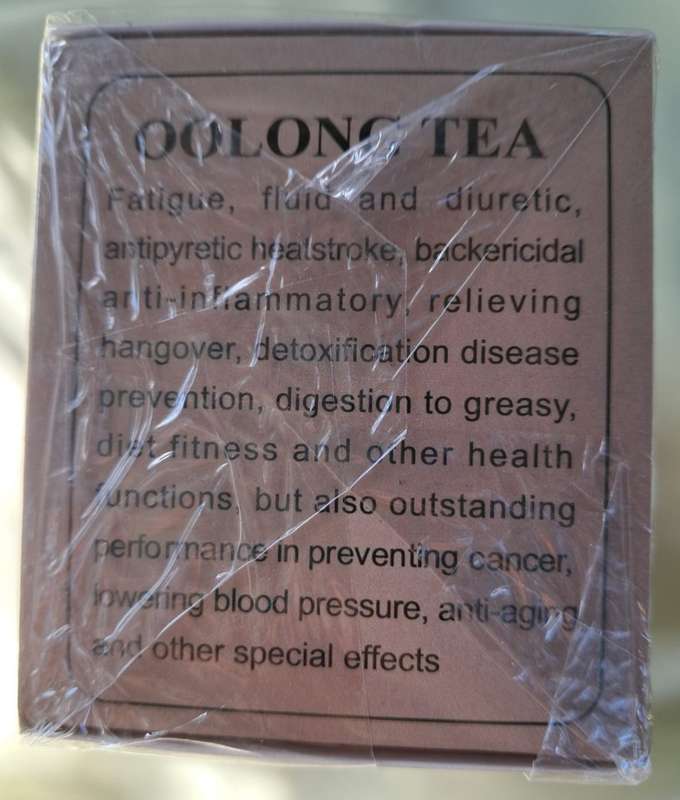 OOLONG TEA
Fatigue, fluid and diuretic,
antipyretic heatstroke, backericidal
anti-inflammatory, relieving
hangover, detoxification disease
prevention, digestion to greasy,
diet fitness and other health
functions, but also outstanding
performance in preventing cancer,
lowering blood pressure, anti-aging
and other special effects